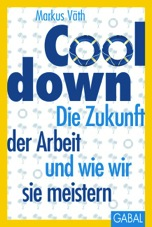 Markus Väth
Cool
down
Die Zukunft
der Arbeit
und wie wir
sie meistern
GABAL